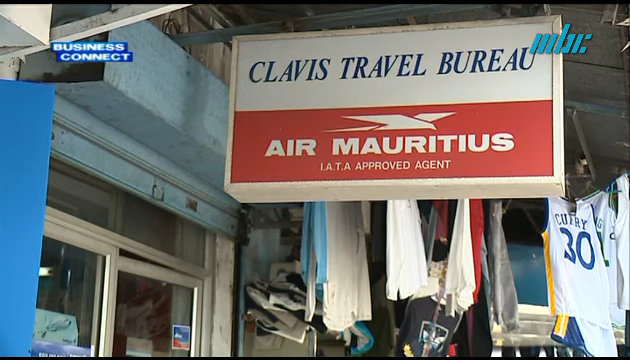 BUSINESS
CONNECT
mbc
CLAVIS TRAVEL BUREAU
AIR MAURITIUS
I.A.T.A APPROVED AGENT
CURRY
30